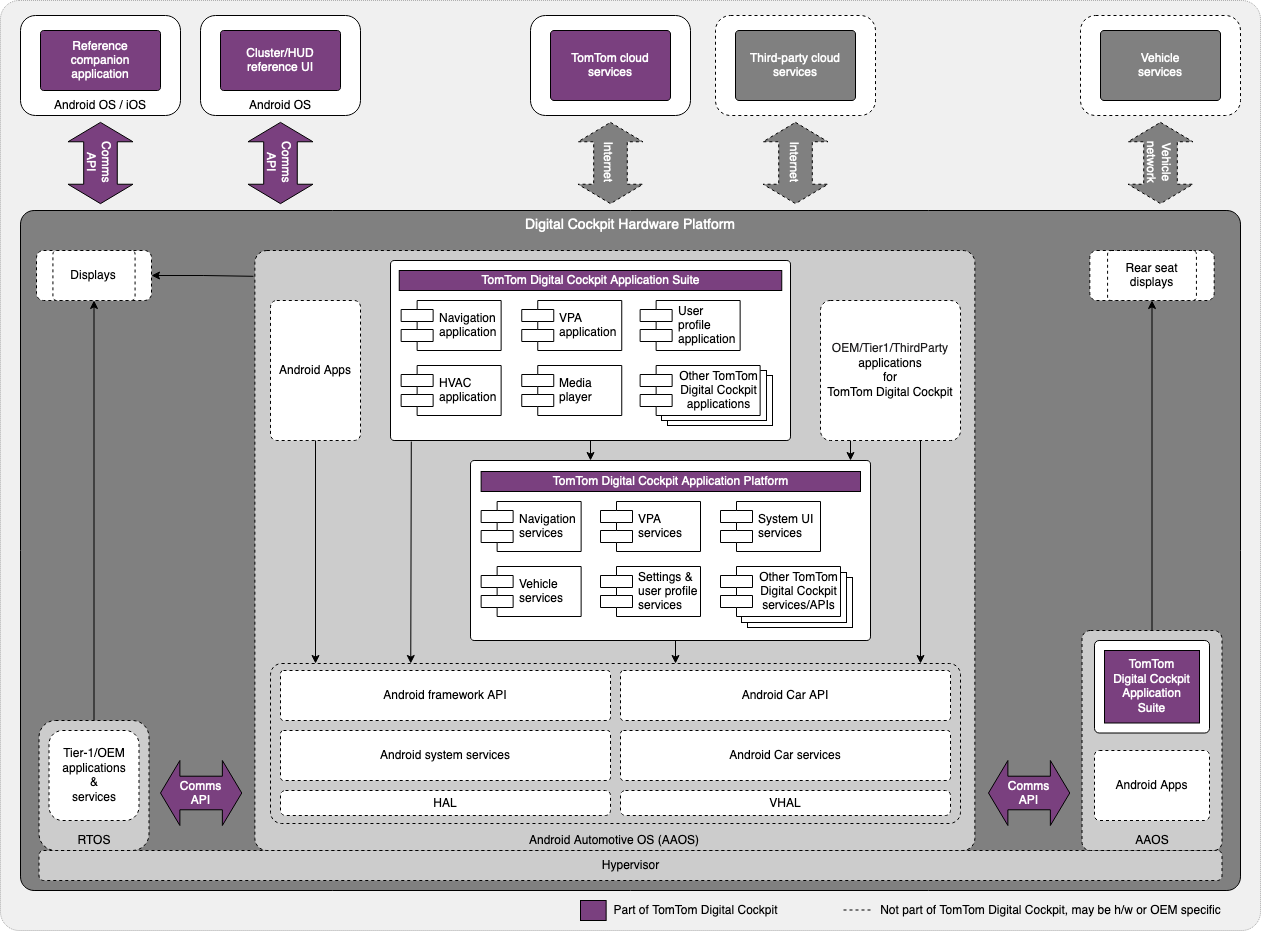 Reference
companion
application
Android OS / iOS
Cluster/HUD
reference UI
Android OS
TomTom cloud
services
Third-party cloud
services
Vehicle
services
Comms
API
Comms
API
Internet
Internet
Vehicle
network
Digital Cockpit Hardware Platform
Displays
Rear seat
displays
TomTom Digital Cockpit Application Suite
Navigation
application
VPA
application
User
profile
application
HVAC
application
Media
player
Other TomTom
Digital Cockpit
applications
Android Apps
OEM/Tier1/ThirdParty
applications
for
TomTom Digital Cockpit
TomTom Digital Cockpit Application Platform
Navigation
services
VPA
services
System UI
services
Vehicle
services
Settings &
user profile
services
Other TomTom
Digital Cockpit
services/APIs
Android framework API
Android Car API
Android system services
Android Car services
HAL
VHAL
Android Automotive OS (AAOS)
Tier-1/OEM
applications
&
services
RTOS
Comms
API
Comms
API
TomTom
Digital Cockpit
Application
Suite
Android Apps
AAOS
Hypervisor
Part of TomTom Digital Cockpit
Not part of TomTom Digital Cockpit, may be h/w or OEM specific